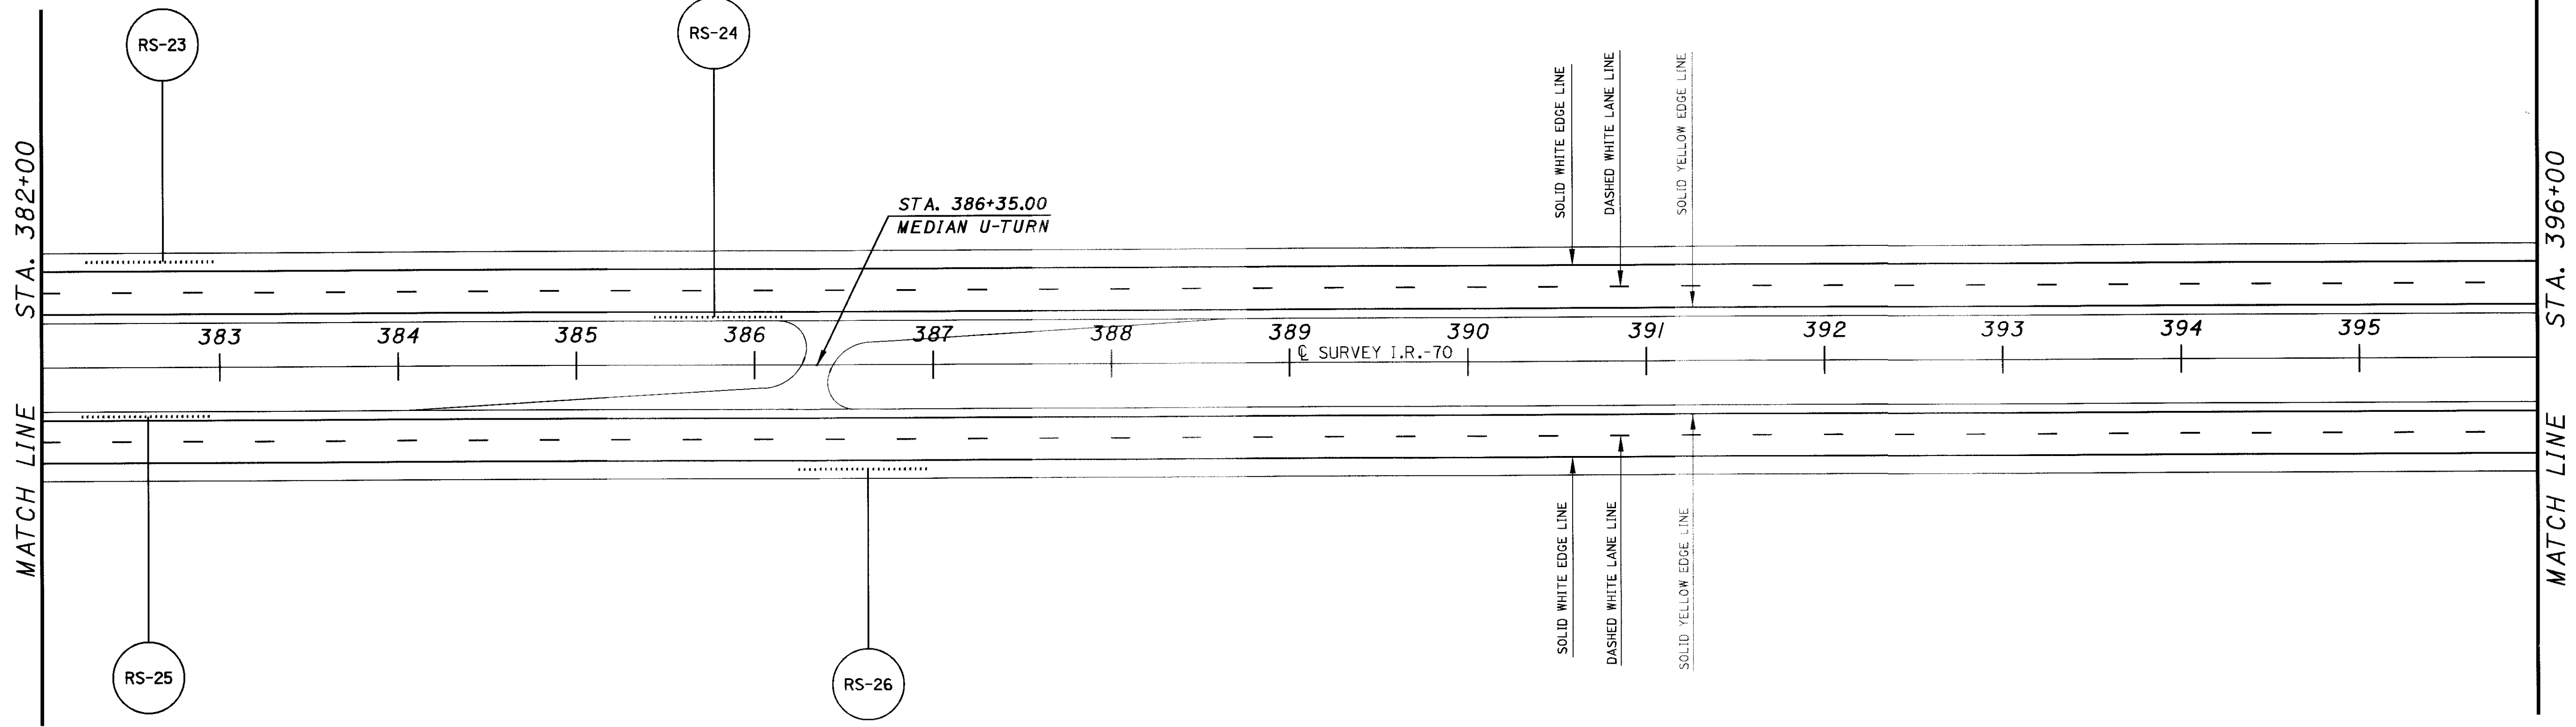 RS-23
RS-24
SOLID WHITE EDGE LINE
DASHED WHITE LANE LINE
SOLID YELLOW EDGE LINE
MATCH LINE STA. 382+00
MATCH LINE STA. 396+00
STA. 386+35.00
MEDIAN U-TURN
383 384 385 386 387 388 389 390 391 392 393 394 395
℄ SURVEY I.R.-70
SOLID WHITE EDGE LINE
DASHED WHITE LANE LINE
SOLID YELLOW EDGE LINE
RS-25
RS-26